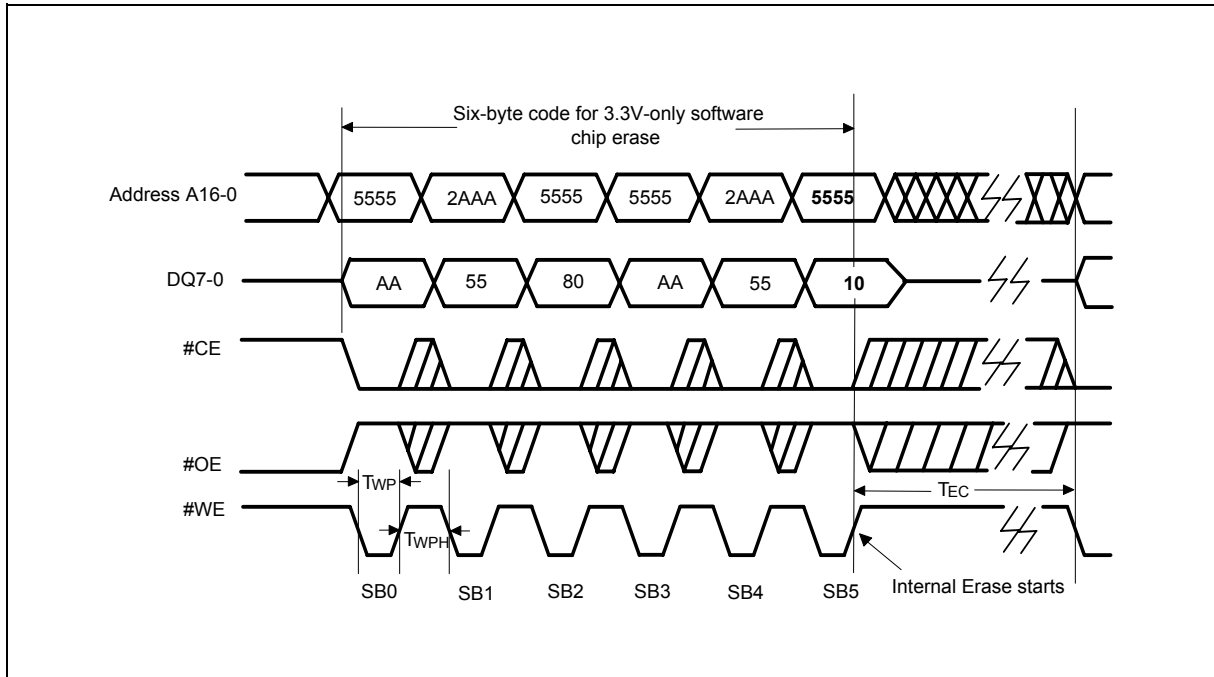 Six-byte code for 3.3V-only software
chip erase
Address A16-0
5555
2AAA
5555
5555
2AAA
5555
DQ7-0
AA
55
80
AA
55
10
#CE
#OE
TWP
TEC
#WE
TWPH
SB0
SB1
SB2
SB3
SB4
SB5
Internal Erase starts